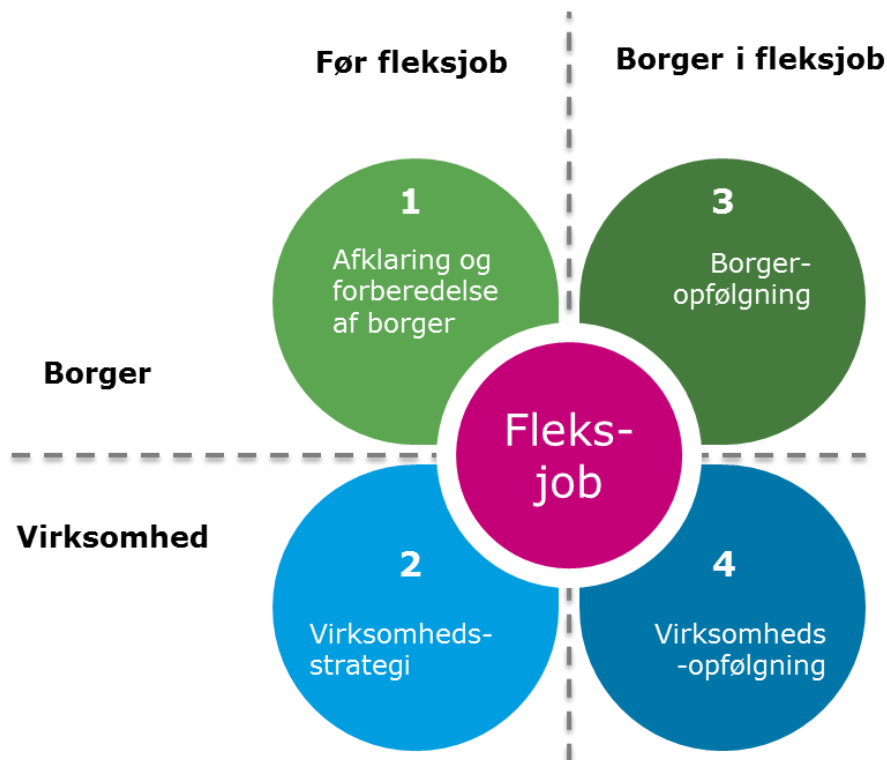 Før fleksjob
Borger i fleksjob
1
Afklaring og
forberedelse
af borger
3
Borger-
opfølgning
Borger
Fleks-
job
Virksomhed
2
Virksomheds-
strategi
4
Virksomheds
-opfølgning